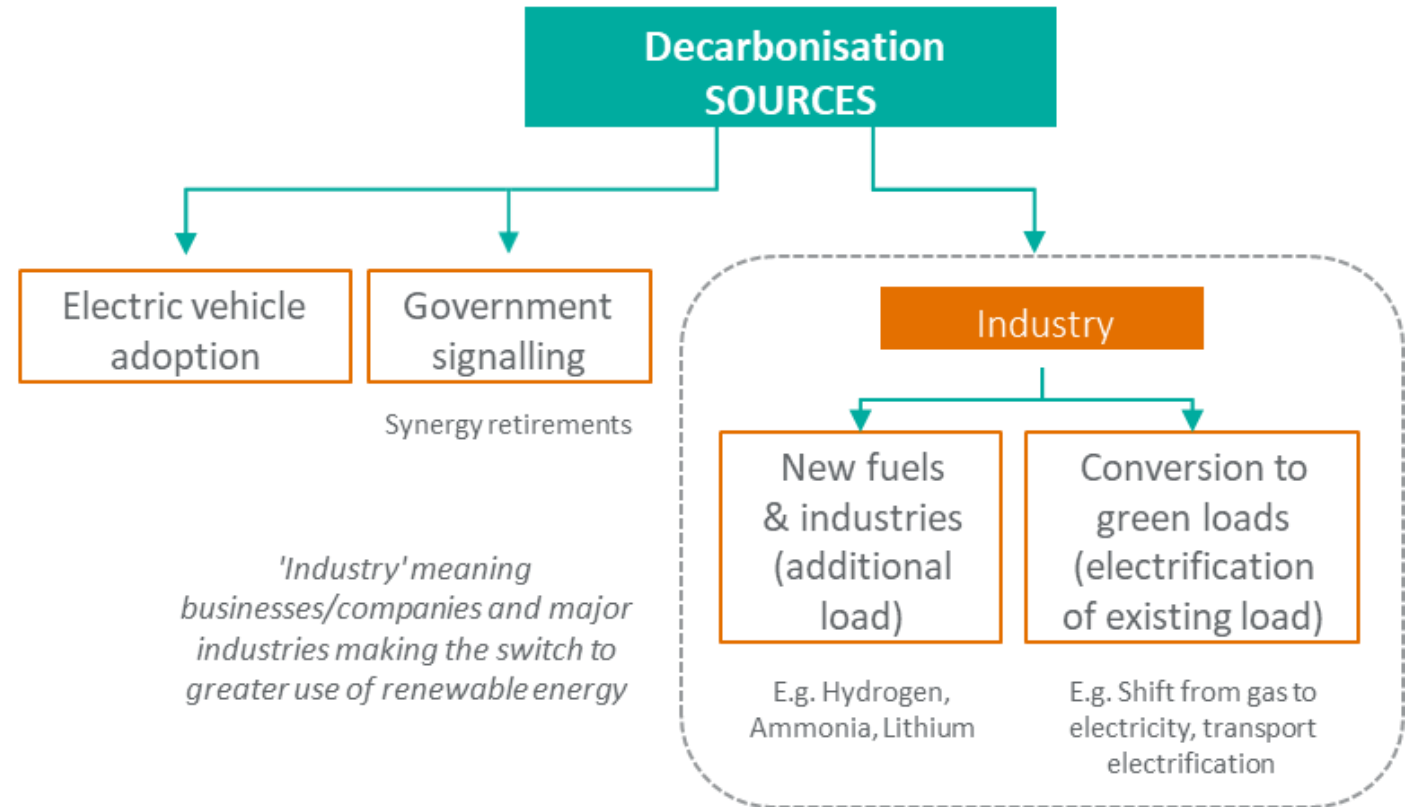 Decarbonisation
SOURCES
Electric vehicle
adoption
Government
signalling
Synergy retirements
'Industry' meaning
businesses/companies and major
industries making the switch to
greater use of renewable energy
Industry
New fuels
& industries
(additional
load)
E.g. Hydrogen,
Ammonia, Lithium
Conversion to
green loads
(electrification
of existing load)
E.g. Shift from gas to
electricity, transport
electrification